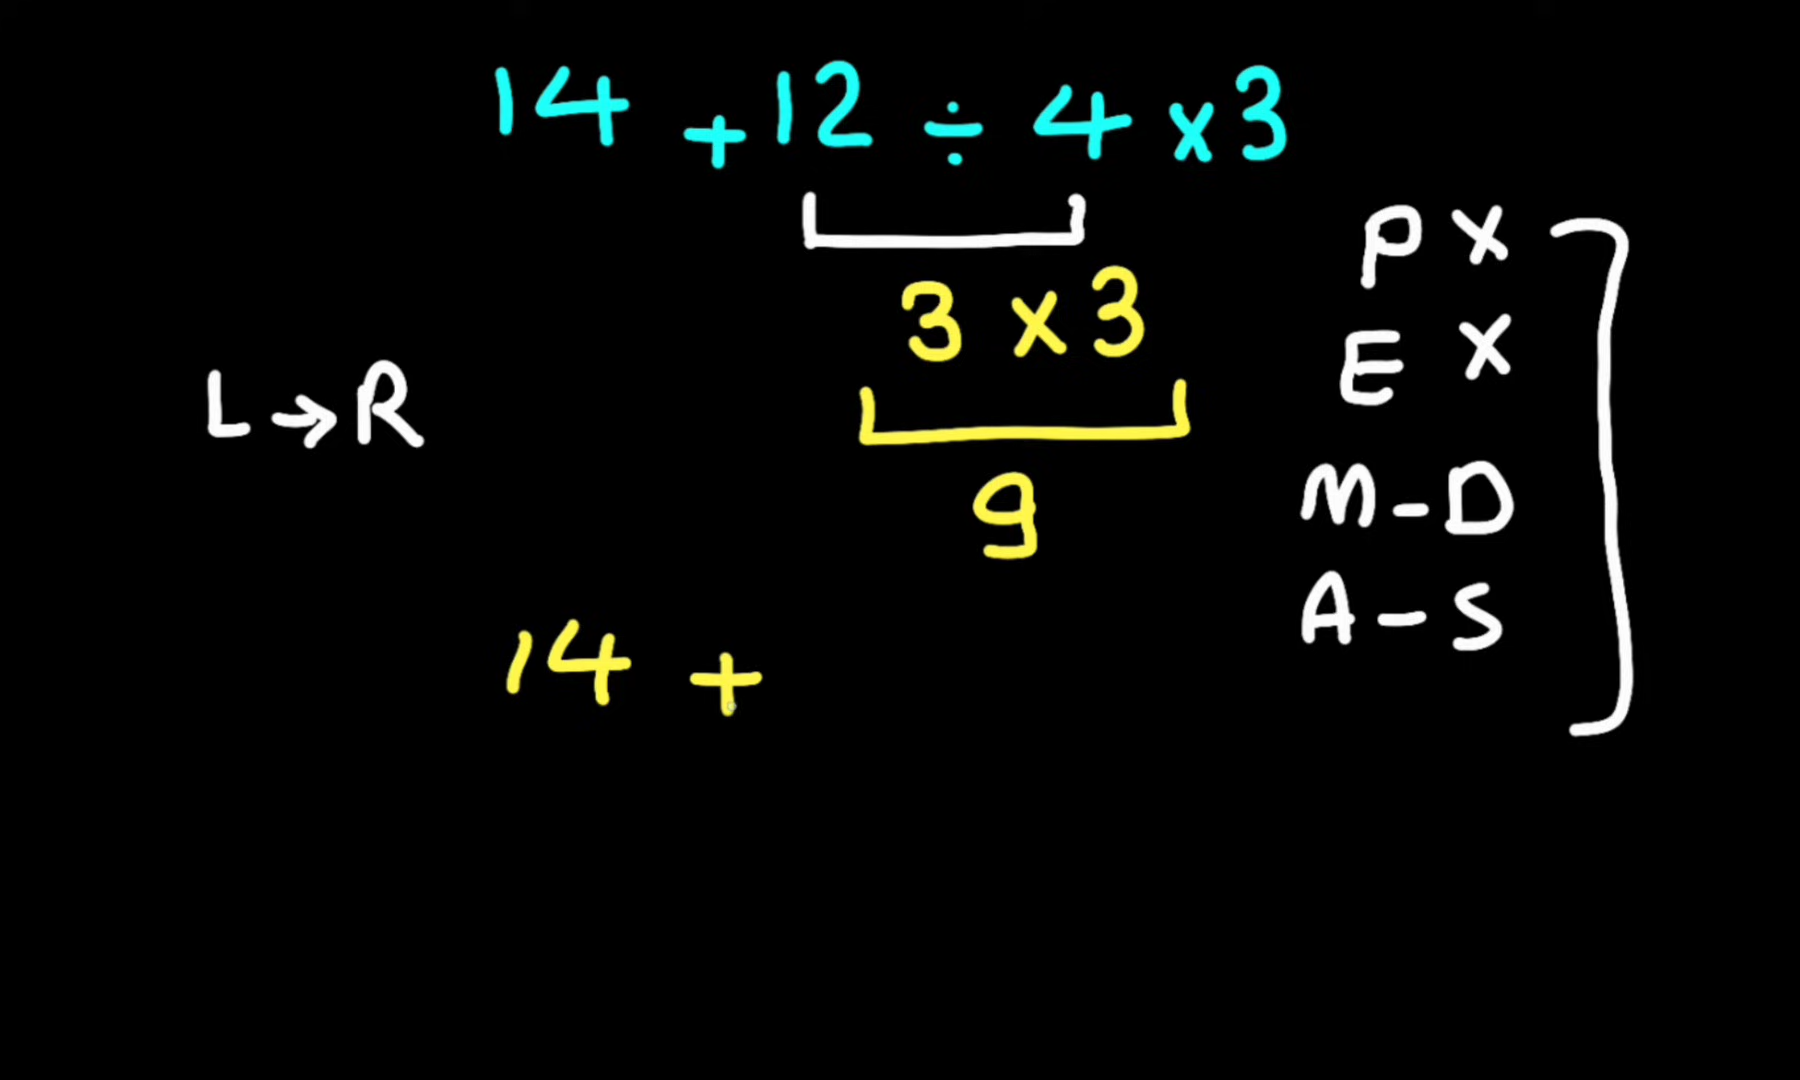 14 + 12 ÷ 4 x 3
P x
3 x 3
E x
L → R
9
M - D
A - S
14 +